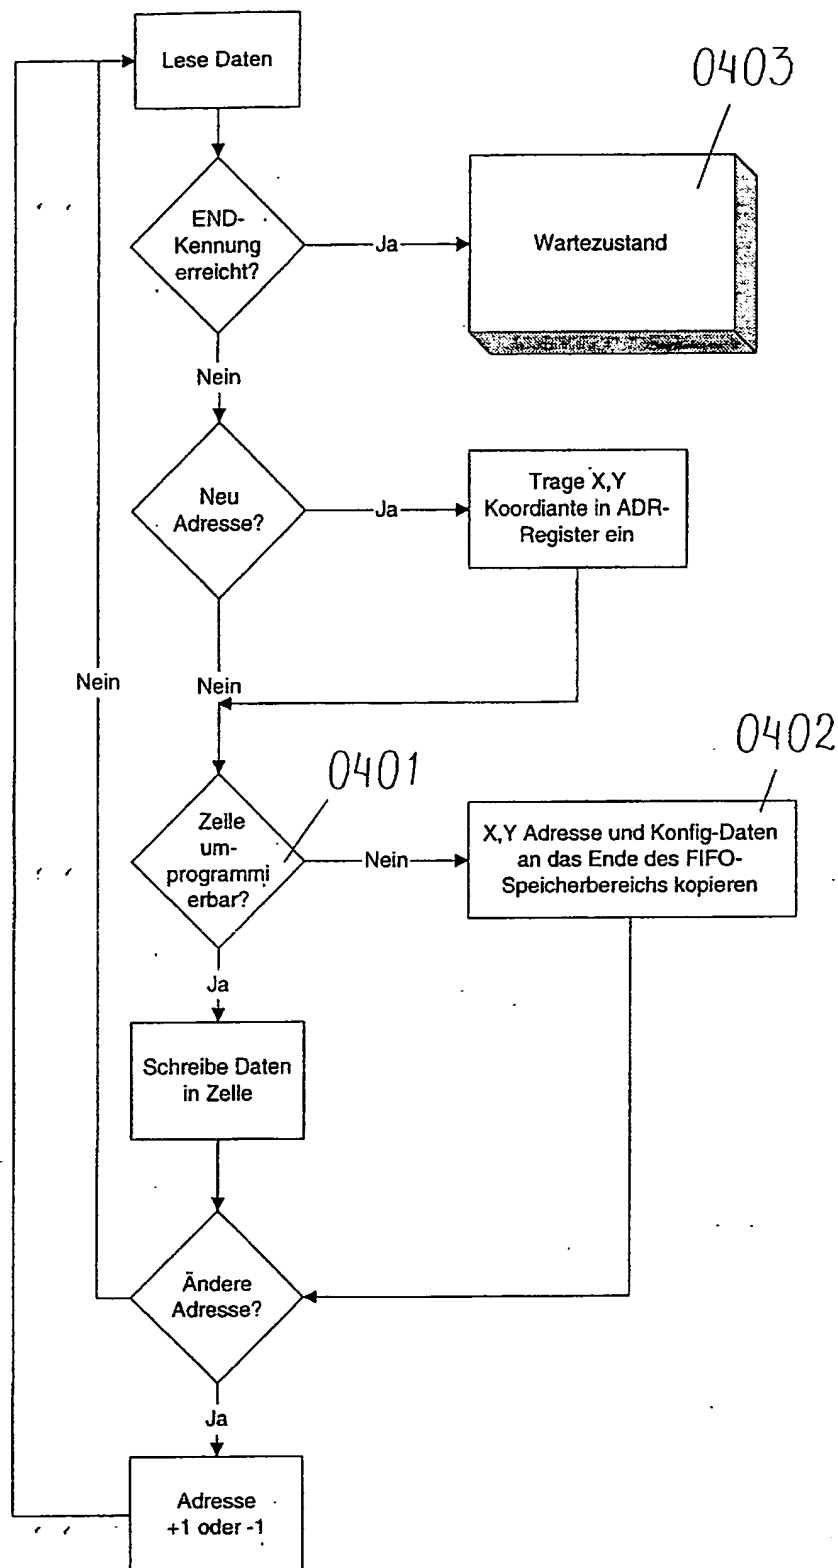 Lese Daten
0403
END-
Kennung
erreicht?
Ja
Wartezustand
Nein
Neu
Adresse?
Ja
Trage X,Y
Koordiante in ADR-
Register ein
Nein
Nein
0401
0402
Zelle
um-
programmi
erbar?
Nein
X,Y Adresse und Konfig-Daten
an das Ende des FIFO-
Speicherbereichs kopieren
Ja
Schreibe Daten
in Zelle
Ändere
Adresse?
Ja
Adresse
+1 oder -1